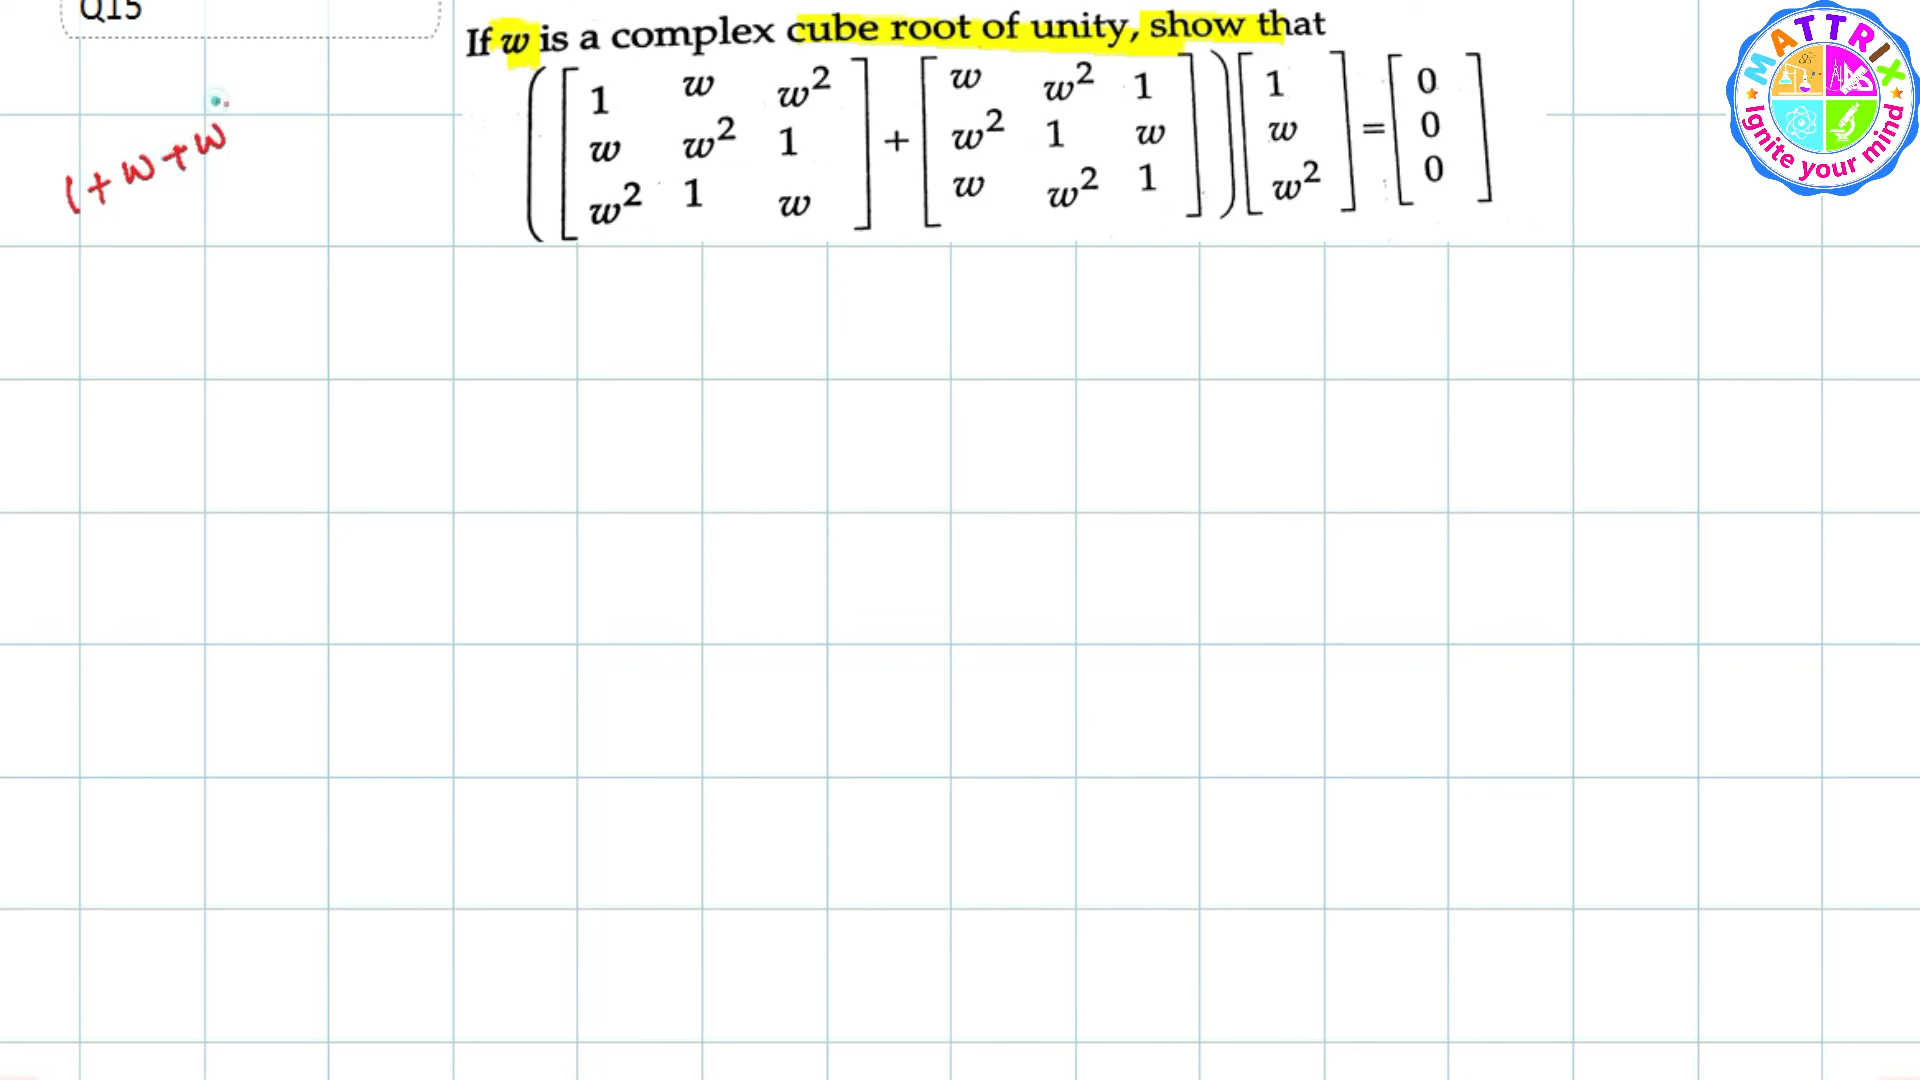 Q15
If w is a complex cube root of unity, show that
( [ 1 w w² ] + [ w w² 1 ] ) [ 1 ] = [ 0 ]
[ w w² 1 ] [ w² 1 w ] [ w ] [ 0 ]
[ w² 1 w ] [ w w² 1 ] [ w² ] [ 0 ]
1 + w + w
MATTRIX
Ignite your mind